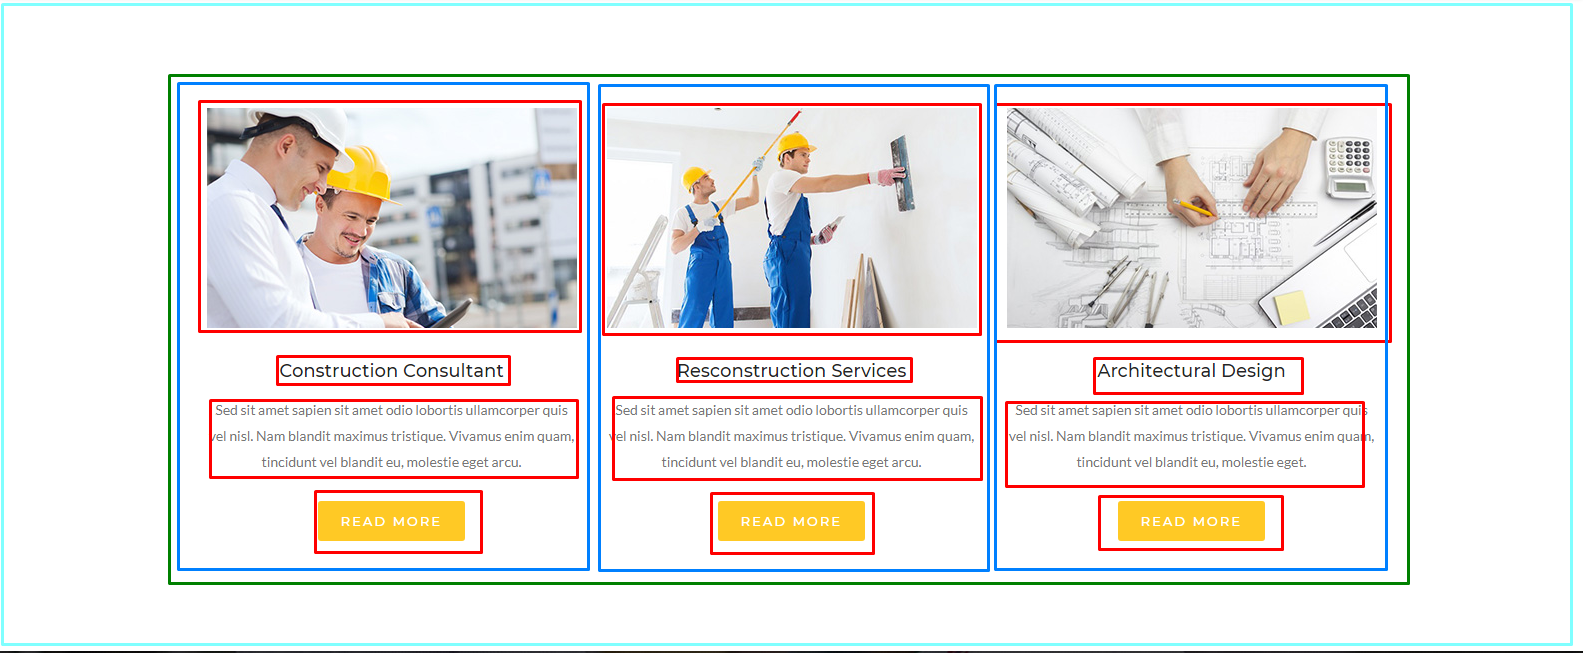 Construction Consultant
Sed sit amet sapien sit amet odio lobortis ullamcorper quis
vel nisl. Nam blandit maximus tristique. Vivamus enim quam,
tincidunt vel blandit eu, molestie eget arcu.
READ MORE
Resconstruction Services
Sed sit amet sapien sit amet odio lobortis ullamcorper quis
vel nisl. Nam blandit maximus tristique. Vivamus enim quam,
tincidunt vel blandit eu, molestie eget arcu.
READ MORE
Architectural Design
Sed sit amet sapien sit amet odio lobortis ullamcorper quis
vel nisl. Nam blandit maximus tristique. Vivamus enim quam,
tincidunt vel blandit eu, molestie eget.
READ MORE